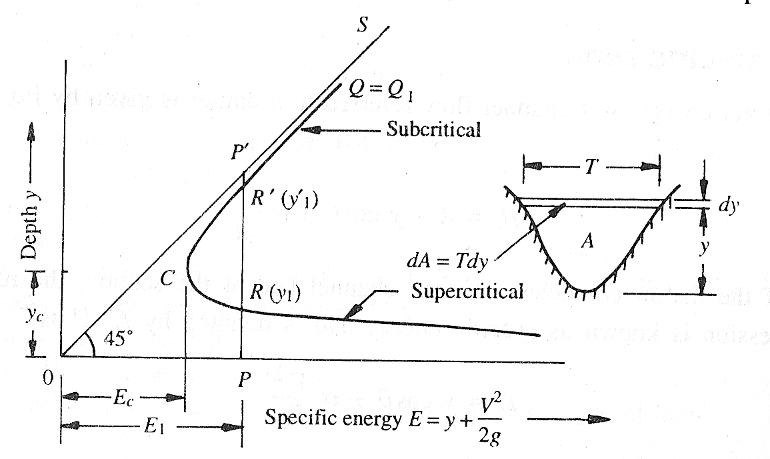 S
Q = Q1
Subcritical
P'
R' (y'1)
T
dy
Depth y
A
y
dA = Tdy
C
R (y1)
Supercritical
yc
45°
0
P
Ec
E1
Specific energy E = y + V²/2g